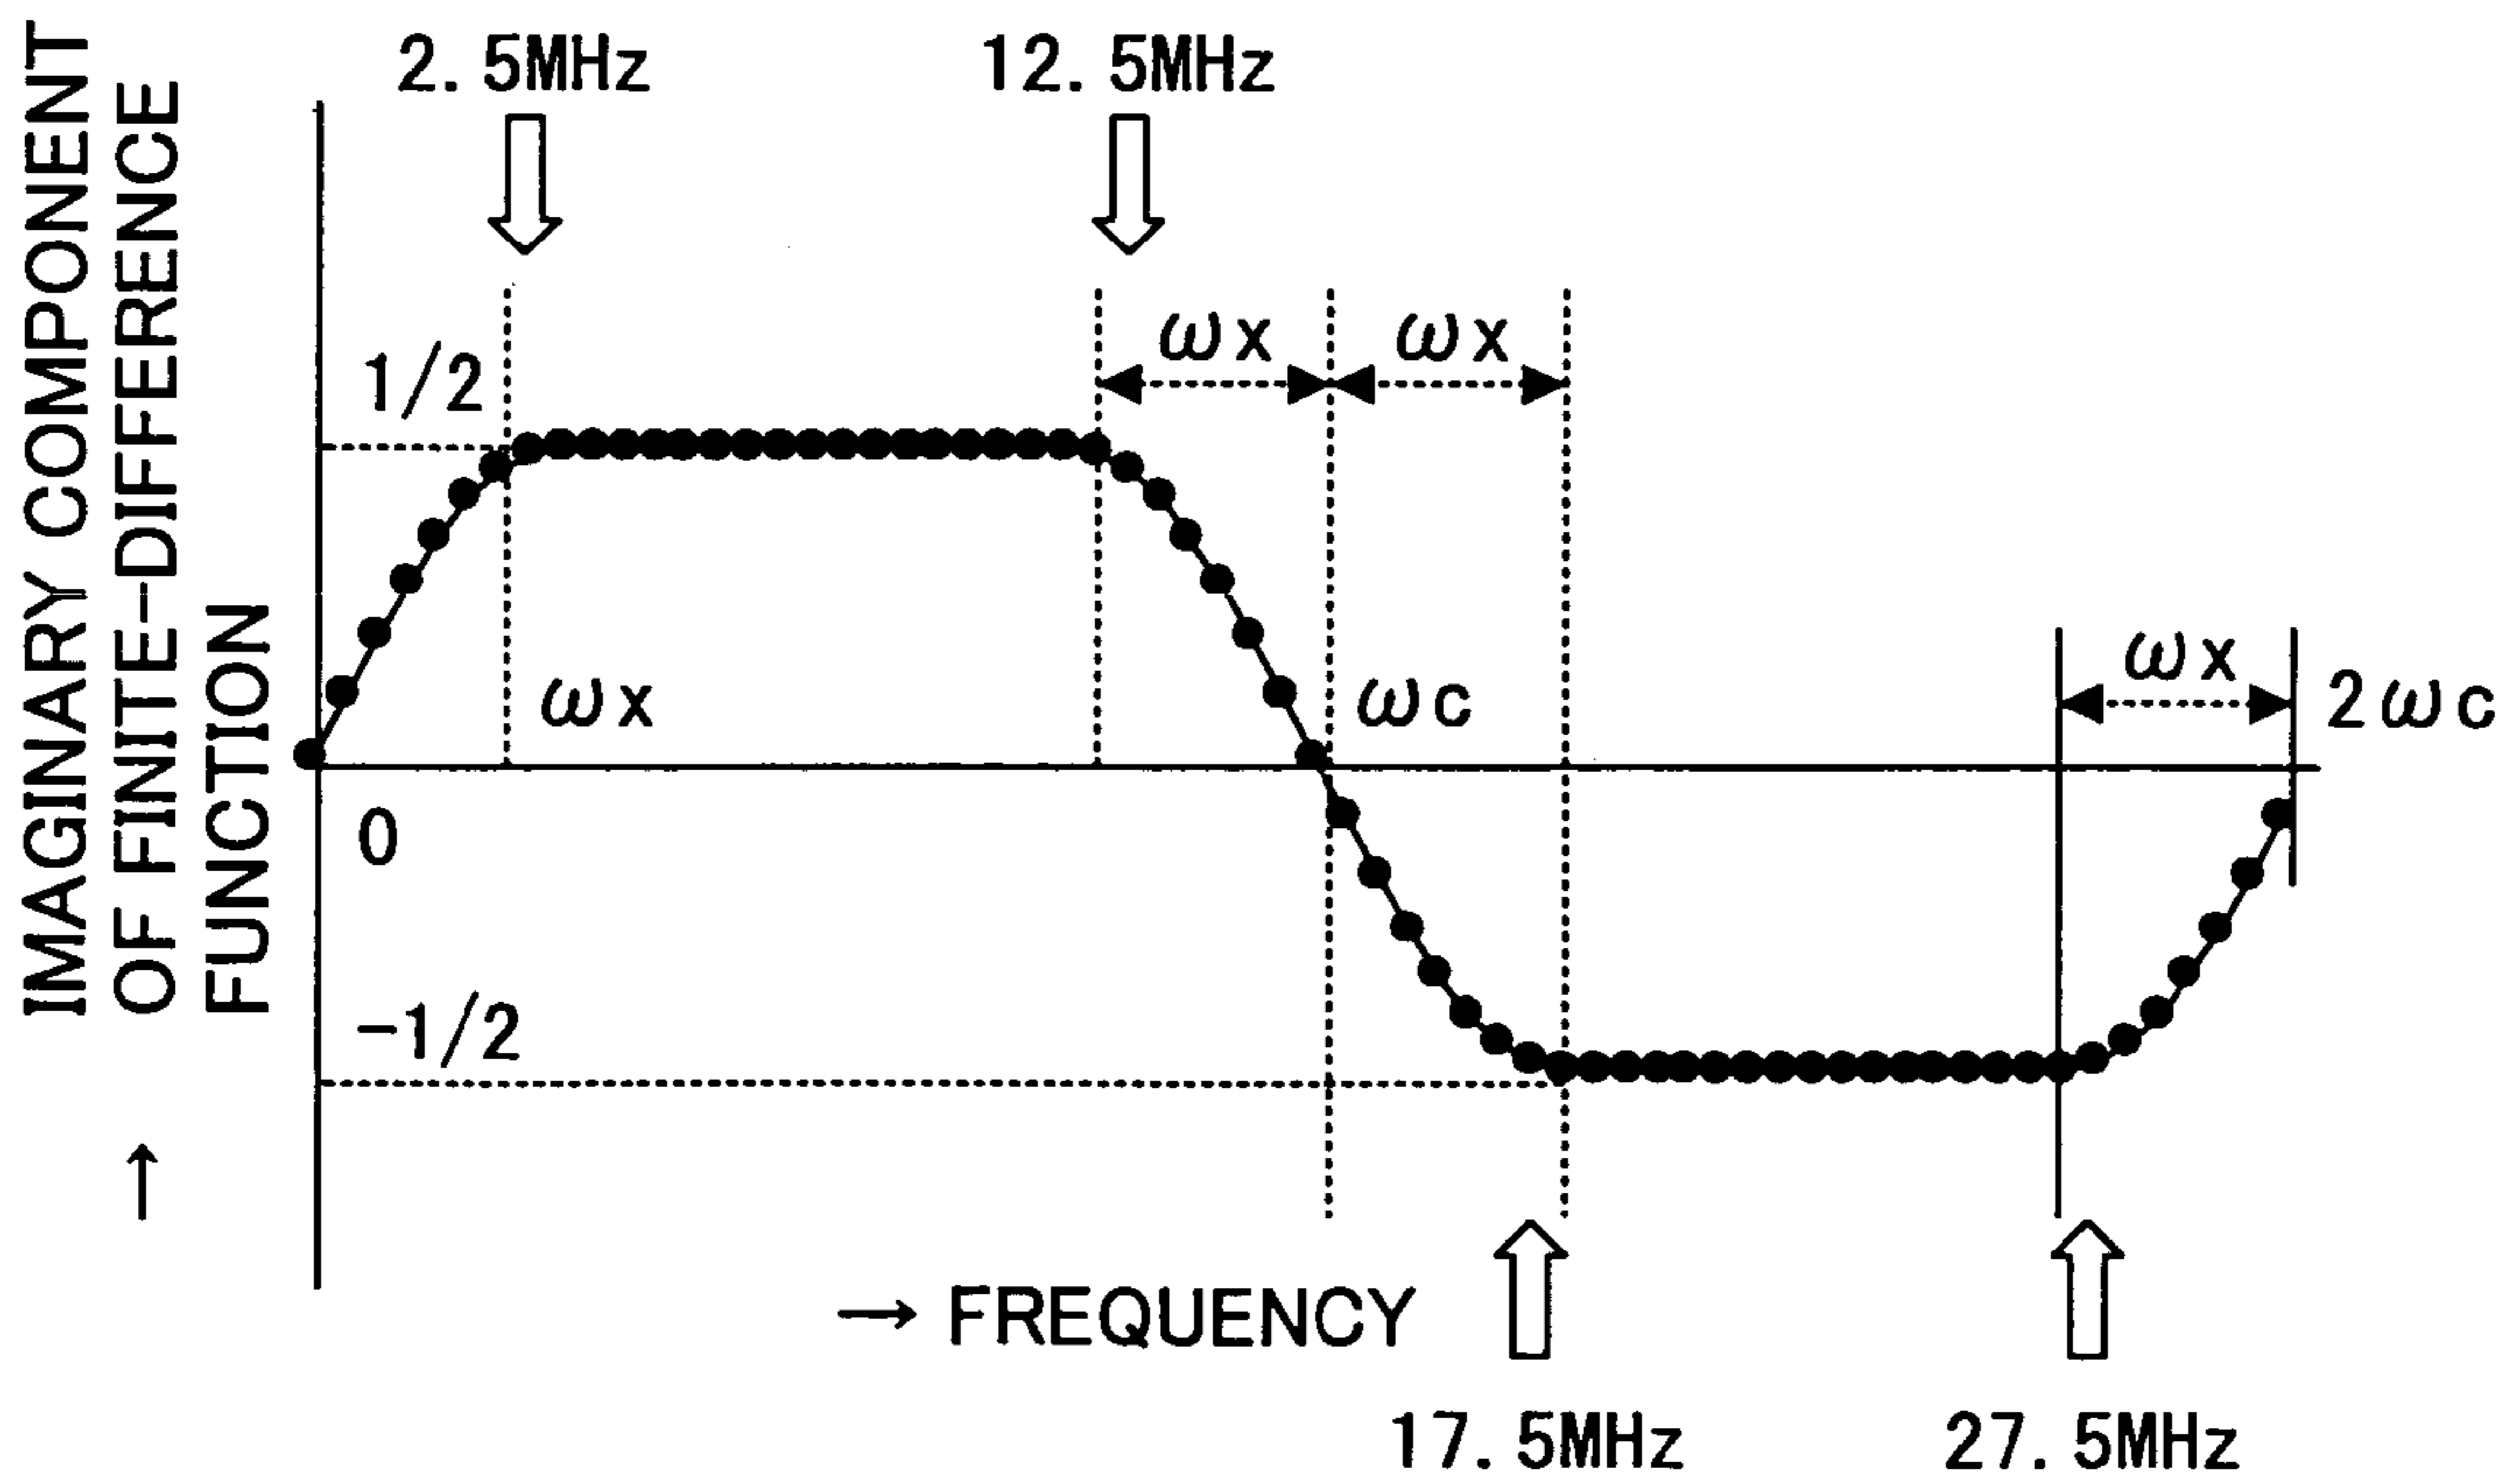 IMAGINARY COMPONENT
OF FINITE-DIFFERENCE
FUNCTION
→
2.5MHz
12.5MHz
1/2
ωx
ωx
ωx
ωc
ωx
2ωc
0
-1/2
→ FREQUENCY
17.5MHz
27.5MHz